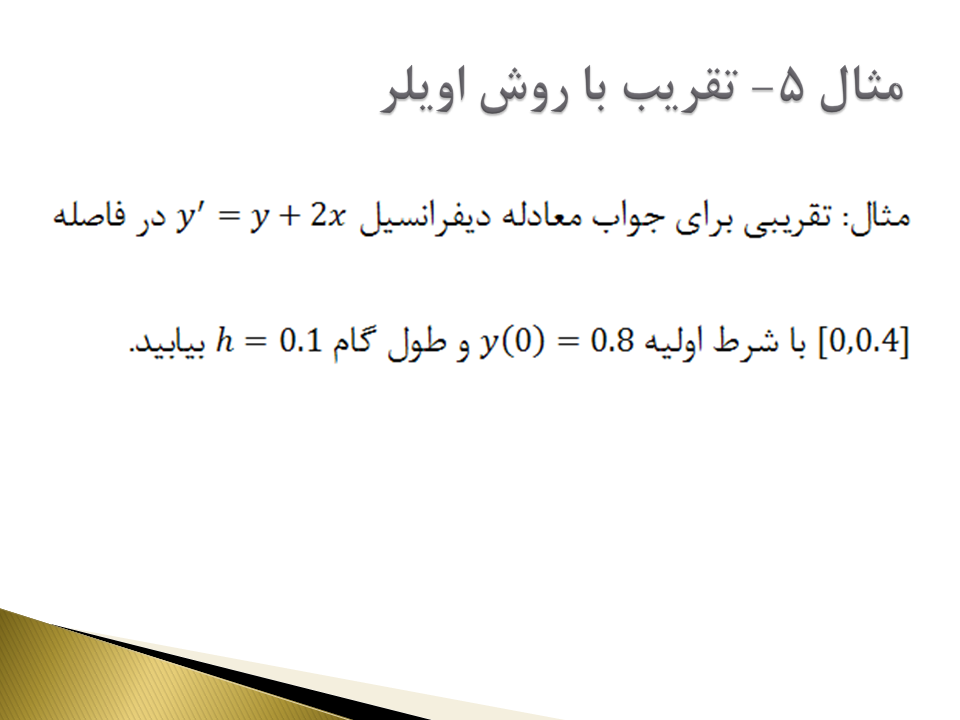 مثال ۵- تقریب با روش اویلر
مثال: تقریبی برای جواب معادله دیفرانسیل y′ = y + 2x در فاصله
[0,0.4] با شرط اولیه y(0) = 0.8 و طول گام h = 0.1 بیابید.